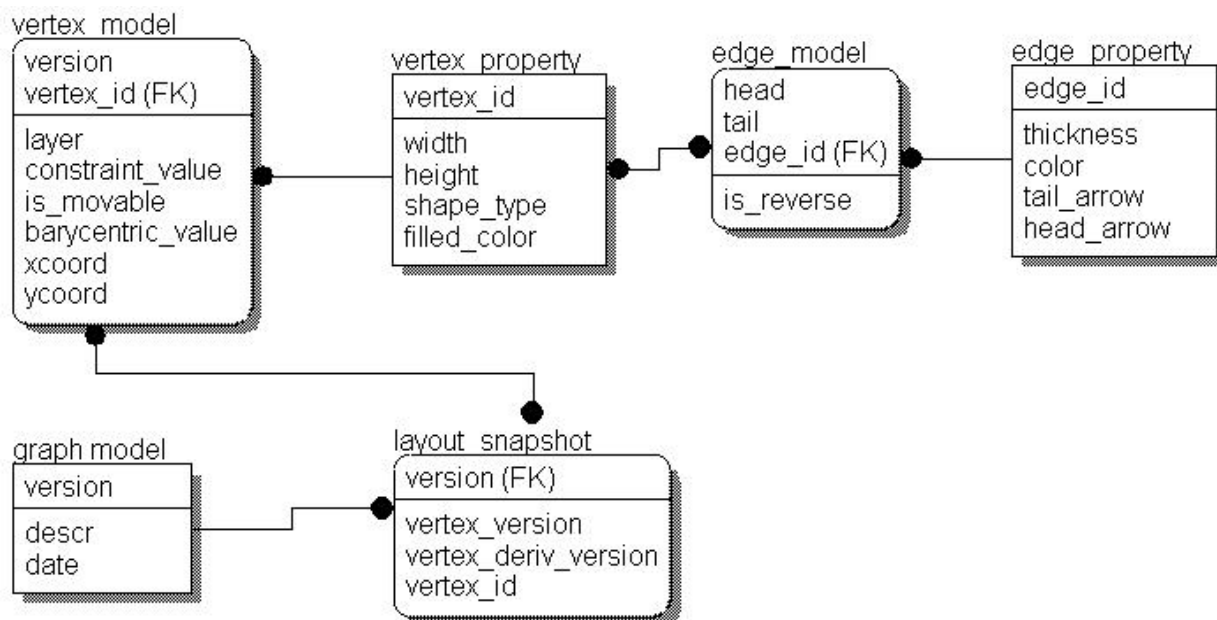 vertex_model
version
vertex_id (FK)
layer
constraint_value
is_movable
barycentric_value
xcoord
ycoord
vertex_property
vertex_id
width
height
shape_type
filled_color
edge_model
head
tail
edge_id (FK)
is_reverse
edge_property
edge_id
thickness
color
tail_arrow
head_arrow
graph model
version
descr
date
layout_snapshot
version (FK)
vertex_version
vertex_deriv_version
vertex_id